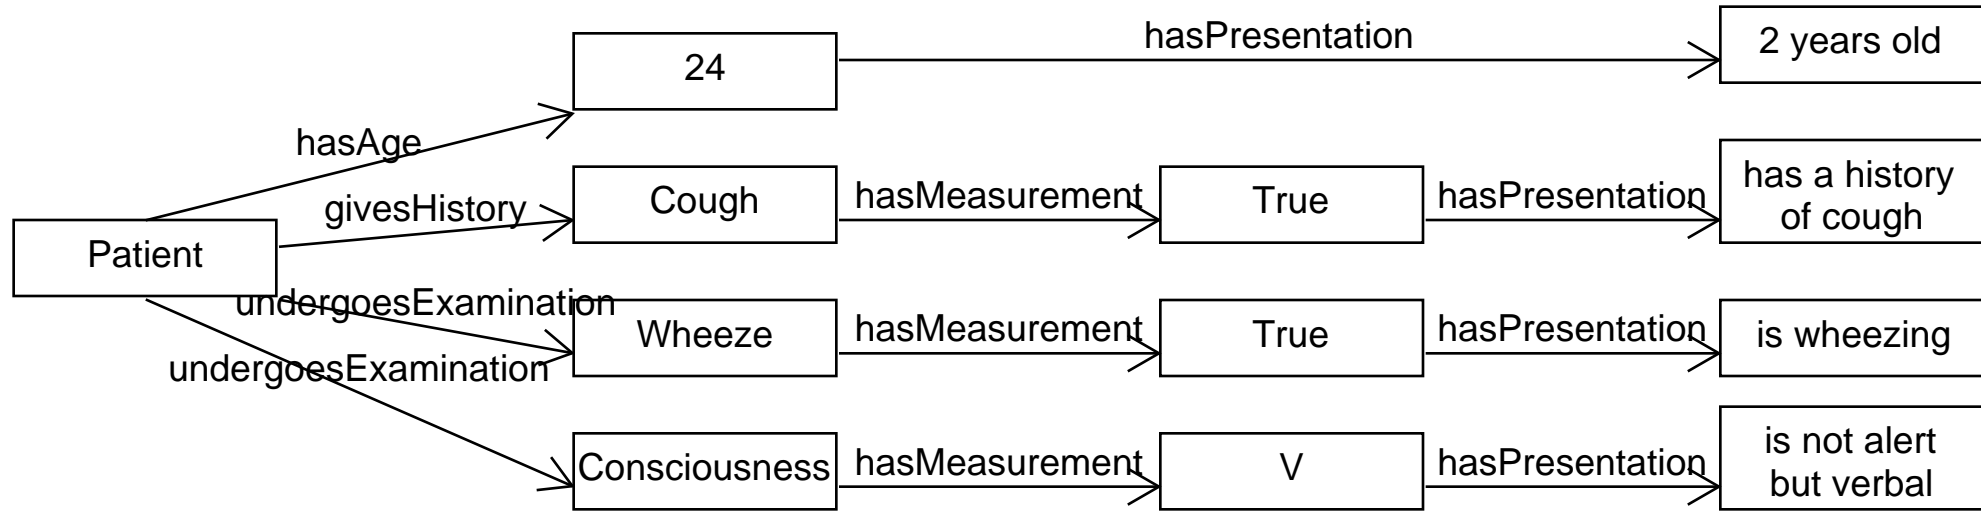 hasPresentation
2 years old
24
hasAge
givesHistory
Cough
hasMeasurement
True
hasPresentation
has a history
of cough
Patient
undergoesExamination
Wheeze
hasMeasurement
True
hasPresentation
is wheezing
undergoesExamination
Consciousness
hasMeasurement
V
hasPresentation
is not alert
but verbal